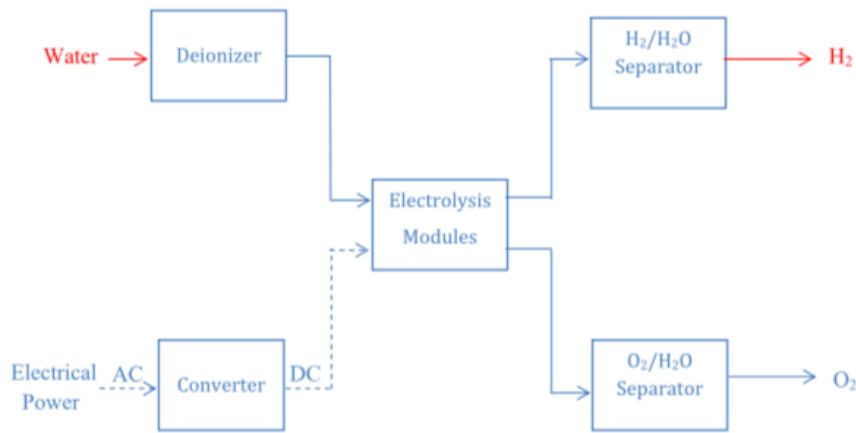 Water
Deionizer
H₂/H₂O
Separator
H₂
Electrolysis
Modules
Electrical
Power
AC
Converter
DC
O₂/H₂O
Separator
O₂